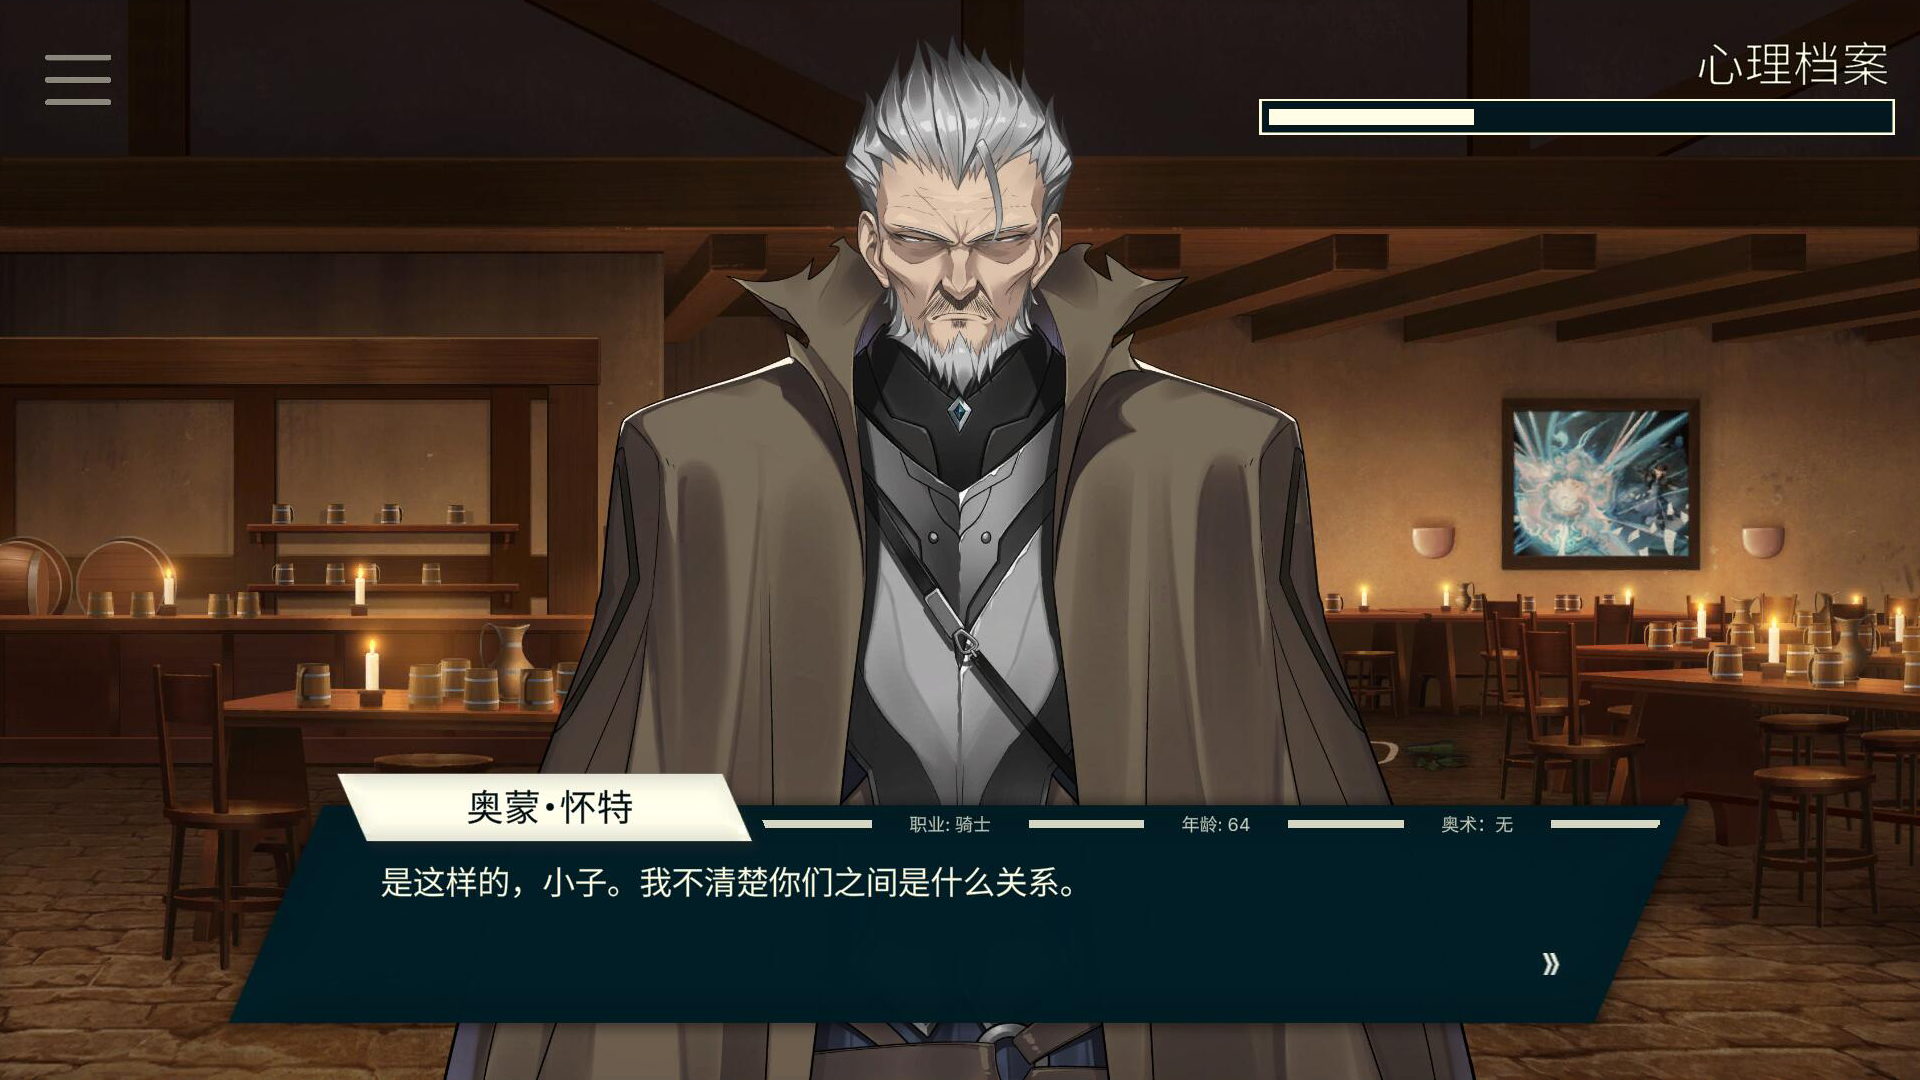 心理档案
奥蒙·怀特
职业: 骑士
年龄: 64
奥术：无
是这样的，小子。我不清楚你们之间是什么关系。